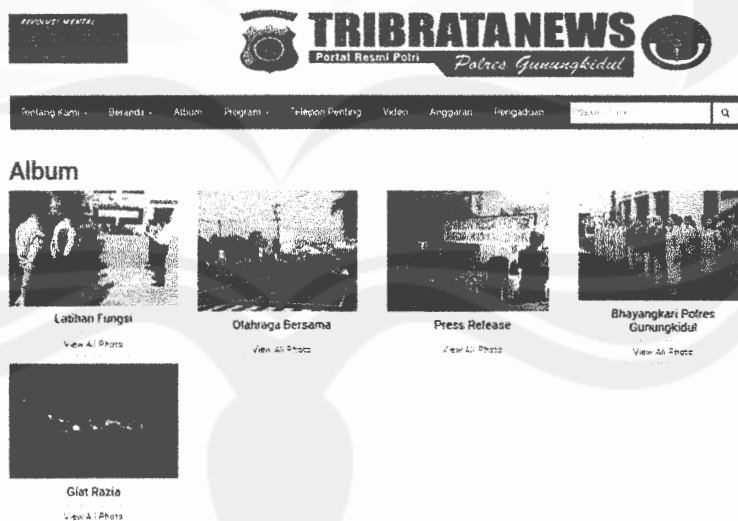 REVOLUSI MENTAL
TRIBRATANEWS
Portal Resmi Polri
Polres Gunungkidul
Tentang Kami
Beranda
Album
Program
Telepon Penting
Video
Anggaran
Pengaduan
Album
Latihan Fungsi
View All Photo
Olahraga Bersama
View All Photo
Press Release
View All Photo
Bhayangkari Polres
Gunungkidul
View All Photo
Giat Razia
View All Photo